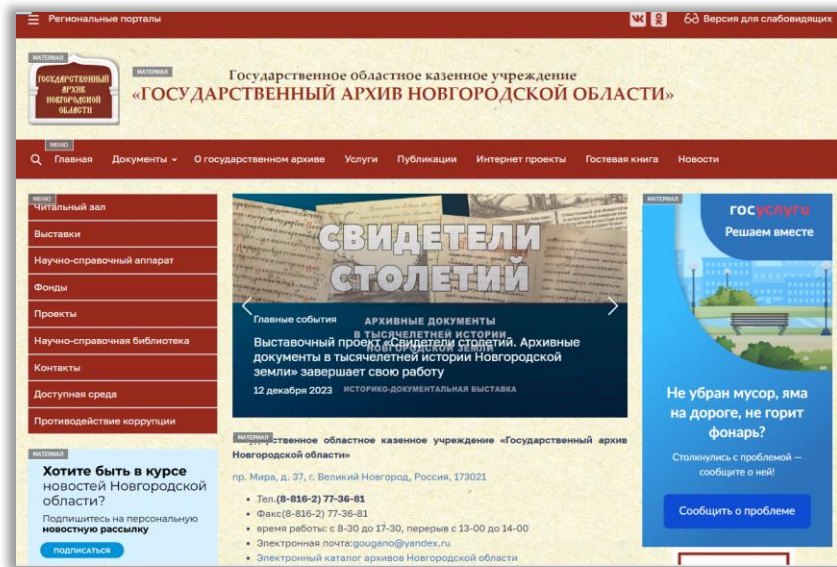 Региональные порталы
Версия для слабовидящих
МАТЕРИАЛ
ГОСУДАРСТВЕННЫЙ
АРХИВ
НОВГОРОДСКОЙ
ОБЛАСТИ
МАТЕРИАЛ
Государственное областное казенное учреждение
«ГОСУДАРСТВЕННЫЙ АРХИВ НОВГОРОДСКОЙ ОБЛАСТИ»
МЕНЮ
Главная Документы О государственном архиве Услуги Публикации Интернет проекты Гостевая книга Новости
МЕНЮ
Читальный зал
Выставки
Научно-справочный аппарат
Фонды
Проекты
Научно-справочная библиотека
Контакты
Доступная среда
Противодействие коррупции
МАТЕРИАЛ
Хотите быть в курсе
новостей Новгородской
области?
Подпишитесь на персональную
новостную рассылку
ПОДПИСАТЬСЯ
СВИДЕТЕЛИ
СТОЛЕТИЙ
АРХИВНЫЕ ДОКУМЕНТЫ
В ТЫСЯЧЕЛЕТНЕЙ ИСТОРИИ
НОВГОРОДСКОЙ ЗЕМЛИ
Главные события
Выставочный проект «Свидетели столетий. Архивные
документы в тысячелетней истории Новгородской
земли» завершает свою работу
12 декабря 2023
ИСТОРИКО-ДОКУМЕНТАЛЬНАЯ ВЫСТАВКА
МАТЕРИАЛ
Государственное областное казенное учреждение «Государственный архив
Новгородской области»
пр. Мира, д. 37, г. Великий Новгород, Россия, 173021
Тел.(8-816-2) 77-36-81
Факс(8-816-2) 77-36-81
время работы: с 8-30 до 17-30, перерыв с 13-00 до 14-00
Электронная почта:gougano@yandex.ru
Электронный каталог архивов Новгородской области
МАТЕРИАЛ
госуслуги
Решаем вместе
Не убран мусор, яма
на дороге, не горит
фонарь?
Столкнулись с проблемой —
сообщите о ней!
Сообщить о проблеме